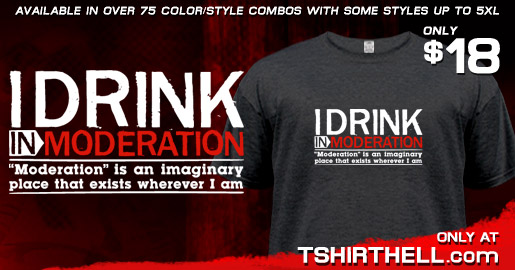 AVAILABLE IN OVER 75 COLOR/STYLE COMBOS WITH SOME STYLES UP TO 5XL
ONLY
$18
I DRINK
IN MODERATION
“Moderation” is an imaginary
place that exists wherever I am
I DRINK
IN MODERATION
“Moderation” is an imaginary
place that exists wherever I am
ONLY AT
TSHIRTHELL.com